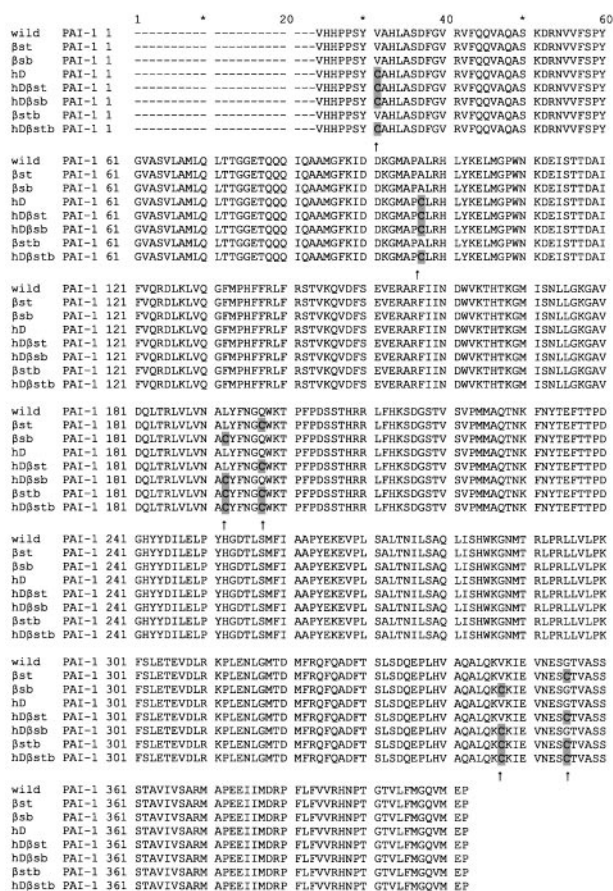 1 * 20 * 40 * 60
wild PAI-1 1 ---------- ---------- ---VHHPPSY VAHLASDFGV RVFQQVAQAS KDRNVVFSPY
βst PAI-1 1 ---------- ---------- ---VHHPPSY VAHLASDFGV RVFQQVAQAS KDRNVVFSPY
βsb PAI-1 1 ---------- ---------- ---VHHPPSY VAHLASDFGV RVFQQVAQAS KDRNVVFSPY
hD PAI-1 1 ---------- ---------- ---VHHPPSY CAHLASDFGV RVFQQVAQAS KDRNVVFSPY
hDβst PAI-1 1 ---------- ---------- ---VHHPPSY CAHLASDFGV RVFQQVAQAS KDRNVVFSPY
hDβsb PAI-1 1 ---------- ---------- ---VHHPPSY CAHLASDFGV RVFQQVAQAS KDRNVVFSPY
βstb PAI-1 1 ---------- ---------- ---VHHPPSY VAHLASDFGV RVFQQVAQAS KDRNVVFSPY
hDβstb PAI-1 1 ---------- ---------- ---VHHPPSY CAHLASDFGV RVFQQVAQAS KDRNVVFSPY
↑
wild PAI-1 61 GVASVLAMLQ LTTGGETQQQ IQAAMGFKID DKGMAPALRH LYKELMGPWN KDEISTTDAI
βst PAI-1 61 GVASVLAMLQ LTTGGETQQQ IQAAMGFKID DKGMAPALRH LYKELMGPWN KDEISTTDAI
βsb PAI-1 61 GVASVLAMLQ LTTGGETQQQ IQAAMGFKID DKGMAPALRH LYKELMGPWN KDEISTTDAI
hD PAI-1 61 GVASVLAMLQ LTTGGETQQQ IQAAMGFKID DKGMAPCLRH LYKELMGPWN KDEISTTDAI
hDβst PAI-1 61 GVASVLAMLQ LTTGGETQQQ IQAAMGFKID DKGMAPCLRH LYKELMGPWN KDEISTTDAI
hDβsb PAI-1 61 GVASVLAMLQ LTTGGETQQQ IQAAMGFKID DKGMAPCLRH LYKELMGPWN KDEISTTDAI
βstb PAI-1 61 GVASVLAMLQ LTTGGETQQQ IQAAMGFKID DKGMAPALRH LYKELMGPWN KDEISTTDAI
hDβstb PAI-1 61 GVASVLAMLQ LTTGGETQQQ IQAAMGFKID DKGMAPCLRH LYKELMGPWN KDEISTTDAI
↑
wild PAI-1 121 FVQRDLKLVQ GFMPHFFRLF RSTVKQVDFS EVERARFIIN DWVKTHTKGM ISNLLGKGAV
βst PAI-1 121 FVQRDLKLVQ GFMPHFFRLF RSTVKQVDFS EVERARFIIN DWVKTHTKGM ISNLLGKGAV
βsb PAI-1 121 FVQRDLKLVQ GFMPHFFRLF RSTVKQVDFS EVERARFIIN DWVKTHTKGM ISNLLGKGAV
hD PAI-1 121 FVQRDLKLVQ GFMPHFFRLF RSTVKQVDFS EVERARFIIN DWVKTHTKGM ISNLLGKGAV
hDβst PAI-1 121 FVQRDLKLVQ GFMPHFFRLF RSTVKQVDFS EVERARFIIN DWVKTHTKGM ISNLLGKGAV
hDβsb PAI-1 121 FVQRDLKLVQ GFMPHFFRLF RSTVKQVDFS EVERARFIIN DWVKTHTKGM ISNLLGKGAV
βstb PAI-1 121 FVQRDLKLVQ GFMPHFFRLF RSTVKQVDFS EVERARFIIN DWVKTHTKGM ISNLLGKGAV
hDβstb PAI-1 121 FVQRDLKLVQ GFMPHFFRLF RSTVKQVDFS EVERARFIIN DWVKTHTKGM ISNLLGKGAV
wild PAI-1 181 DQLTRLVLVN ALYFNGQWKT PFPDSSTHRR LFHKSDGSTV SVPMMAQTNK FNYTEFTTPD
βst PAI-1 181 DQLTRLVLVN ALYFNGCWKT PFPDSSTHRR LFHKSDGSTV SVPMMAQTNK FNYTEFTTPD
βsb PAI-1 181 DQLTRLVLVN ACYFNGQWKT PFPDSSTHRR LFHKSDGSTV SVPMMAQTNK FNYTEFTTPD
hD PAI-1 181 DQLTRLVLVN ALYFNGQWKT PFPDSSTHRR LFHKSDGSTV SVPMMAQTNK FNYTEFTTPD
hDβst PAI-1 181 DQLTRLVLVN ALYFNGCWKT PFPDSSTHRR LFHKSDGSTV SVPMMAQTNK FNYTEFTTPD
hDβsb PAI-1 181 DQLTRLVLVN ACYFNGQWKT PFPDSSTHRR LFHKSDGSTV SVPMMAQTNK FNYTEFTTPD
βstb PAI-1 181 DQLTRLVLVN ACYFNGCWKT PFPDSSTHRR LFHKSDGSTV SVPMMAQTNK FNYTEFTTPD
hDβstb PAI-1 181 DQLTRLVLVN ACYFNGCWKT PFPDSSTHRR LFHKSDGSTV SVPMMAQTNK FNYTEFTTPD
↑ ↑
wild PAI-1 241 GHYYDILELP YHGDTLSMFI AAPYEKEVPL SALTNILSAQ LISHWKGNMT RLPRLLVLPK
βst PAI-1 241 GHYYDILELP YHGDTLSMFI AAPYEKEVPL SALTNILSAQ LISHWKGNMT RLPRLLVLPK
βsb PAI-1 241 GHYYDILELP YHGDTLSMFI AAPYEKEVPL SALTNILSAQ LISHWKGNMT RLPRLLVLPK
hD PAI-1 241 GHYYDILELP YHGDTLSMFI AAPYEKEVPL SALTNILSAQ LISHWKGNMT RLPRLLVLPK
hDβst PAI-1 241 GHYYDILELP YHGDTLSMFI AAPYEKEVPL SALTNILSAQ LISHWKGNMT RLPRLLVLPK
hDβsb PAI-1 241 GHYYDILELP YHGDTLSMFI AAPYEKEVPL SALTNILSAQ LISHWKGNMT RLPRLLVLPK
βstb PAI-1 241 GHYYDILELP YHGDTLSMFI AAPYEKEVPL SALTNILSAQ LISHWKGNMT RLPRLLVLPK
hDβstb PAI-1 241 GHYYDILELP YHGDTLSMFI AAPYEKEVPL SALTNILSAQ LISHWKGNMT RLPRLLVLPK
wild PAI-1 301 FSLETEVDLR KPLENLGMTD MFRQFQADFT SLSDQEPLHV AQALQKVKIE VNESGTVASS
βst PAI-1 301 FSLETEVDLR KPLENLGMTD MFRQFQADFT SLSDQEPLHV AQALQKVKIE VNESCTVASS
βsb PAI-1 301 FSLETEVDLR KPLENLGMTD MFRQFQADFT SLSDQEPLHV AQALQKCKIE VNESGTVASS
hD PAI-1 301 FSLETEVDLR KPLENLGMTD MFRQFQADFT SLSDQEPLHV AQALQKVKIE VNESGTVASS
hDβst PAI-1 301 FSLETEVDLR KPLENLGMTD MFRQFQADFT SLSDQEPLHV AQALQKVKIE VNESCTVASS
hDβsb PAI-1 301 FSLETEVDLR KPLENLGMTD MFRQFQADFT SLSDQEPLHV AQALQKCKIE VNESGTVASS
βstb PAI-1 301 FSLETEVDLR KPLENLGMTD MFRQFQADFT SLSDQEPLHV AQALQKCKIE VNESCTVASS
hDβstb PAI-1 301 FSLETEVDLR KPLENLGMTD MFRQFQADFT SLSDQEPLHV AQALQKCKIE VNESCTVASS
↑ ↑
wild PAI-1 361 STAVIVSARM APEEIIMDRP FLFVVRHNPT GTVLFMGQVM EP
βst PAI-1 361 STAVIVSARM APEEIIMDRP FLFVVRHNPT GTVLFMGQVM EP
βsb PAI-1 361 STAVIVSARM APEEIIMDRP FLFVVRHNPT GTVLFMGQVM EP
hD PAI-1 361 STAVIVSARM APEEIIMDRP FLFVVRHNPT GTVLFMGQVM EP
hDβst PAI-1 361 STAVIVSARM APEEIIMDRP FLFVVRHNPT GTVLFMGQVM EP
hDβsb PAI-1 361 STAVIVSARM APEEIIMDRP FLFVVRHNPT GTVLFMGQVM EP
βstb PAI-1 361 STAVIVSARM APEEIIMDRP FLFVVRHNPT GTVLFMGQVM EP
hDβstb PAI-1 361 STAVIVSARM APEEIIMDRP FLFVVRHNPT GTVLFMGQVM EP